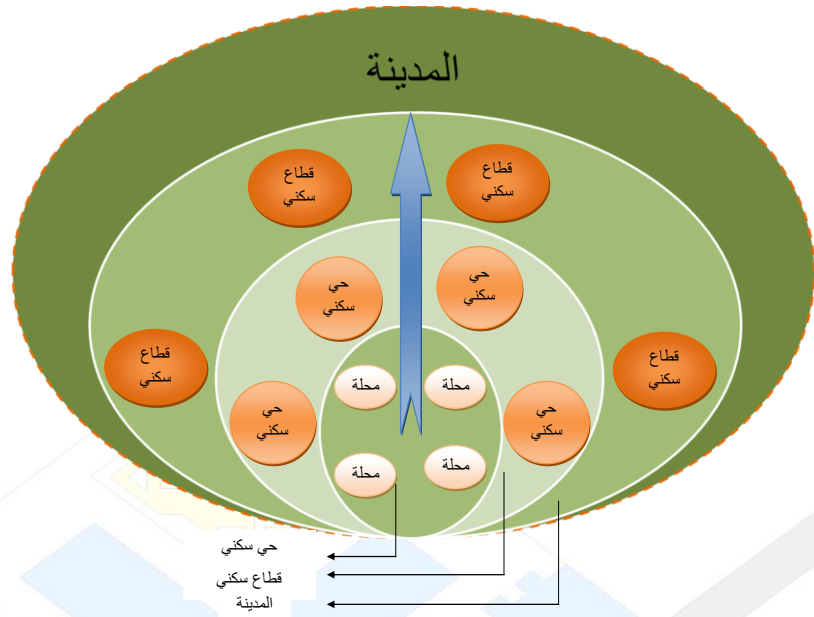 المدينة
قطاع
سكني
قطاع
سكني
حي
سكني
حي
سكني
قطاع
سكني
قطاع
سكني
محلة
محلة
حي
سكني
حي
سكني
محلة
محلة
حي سكني
قطاع سكني
المدينة